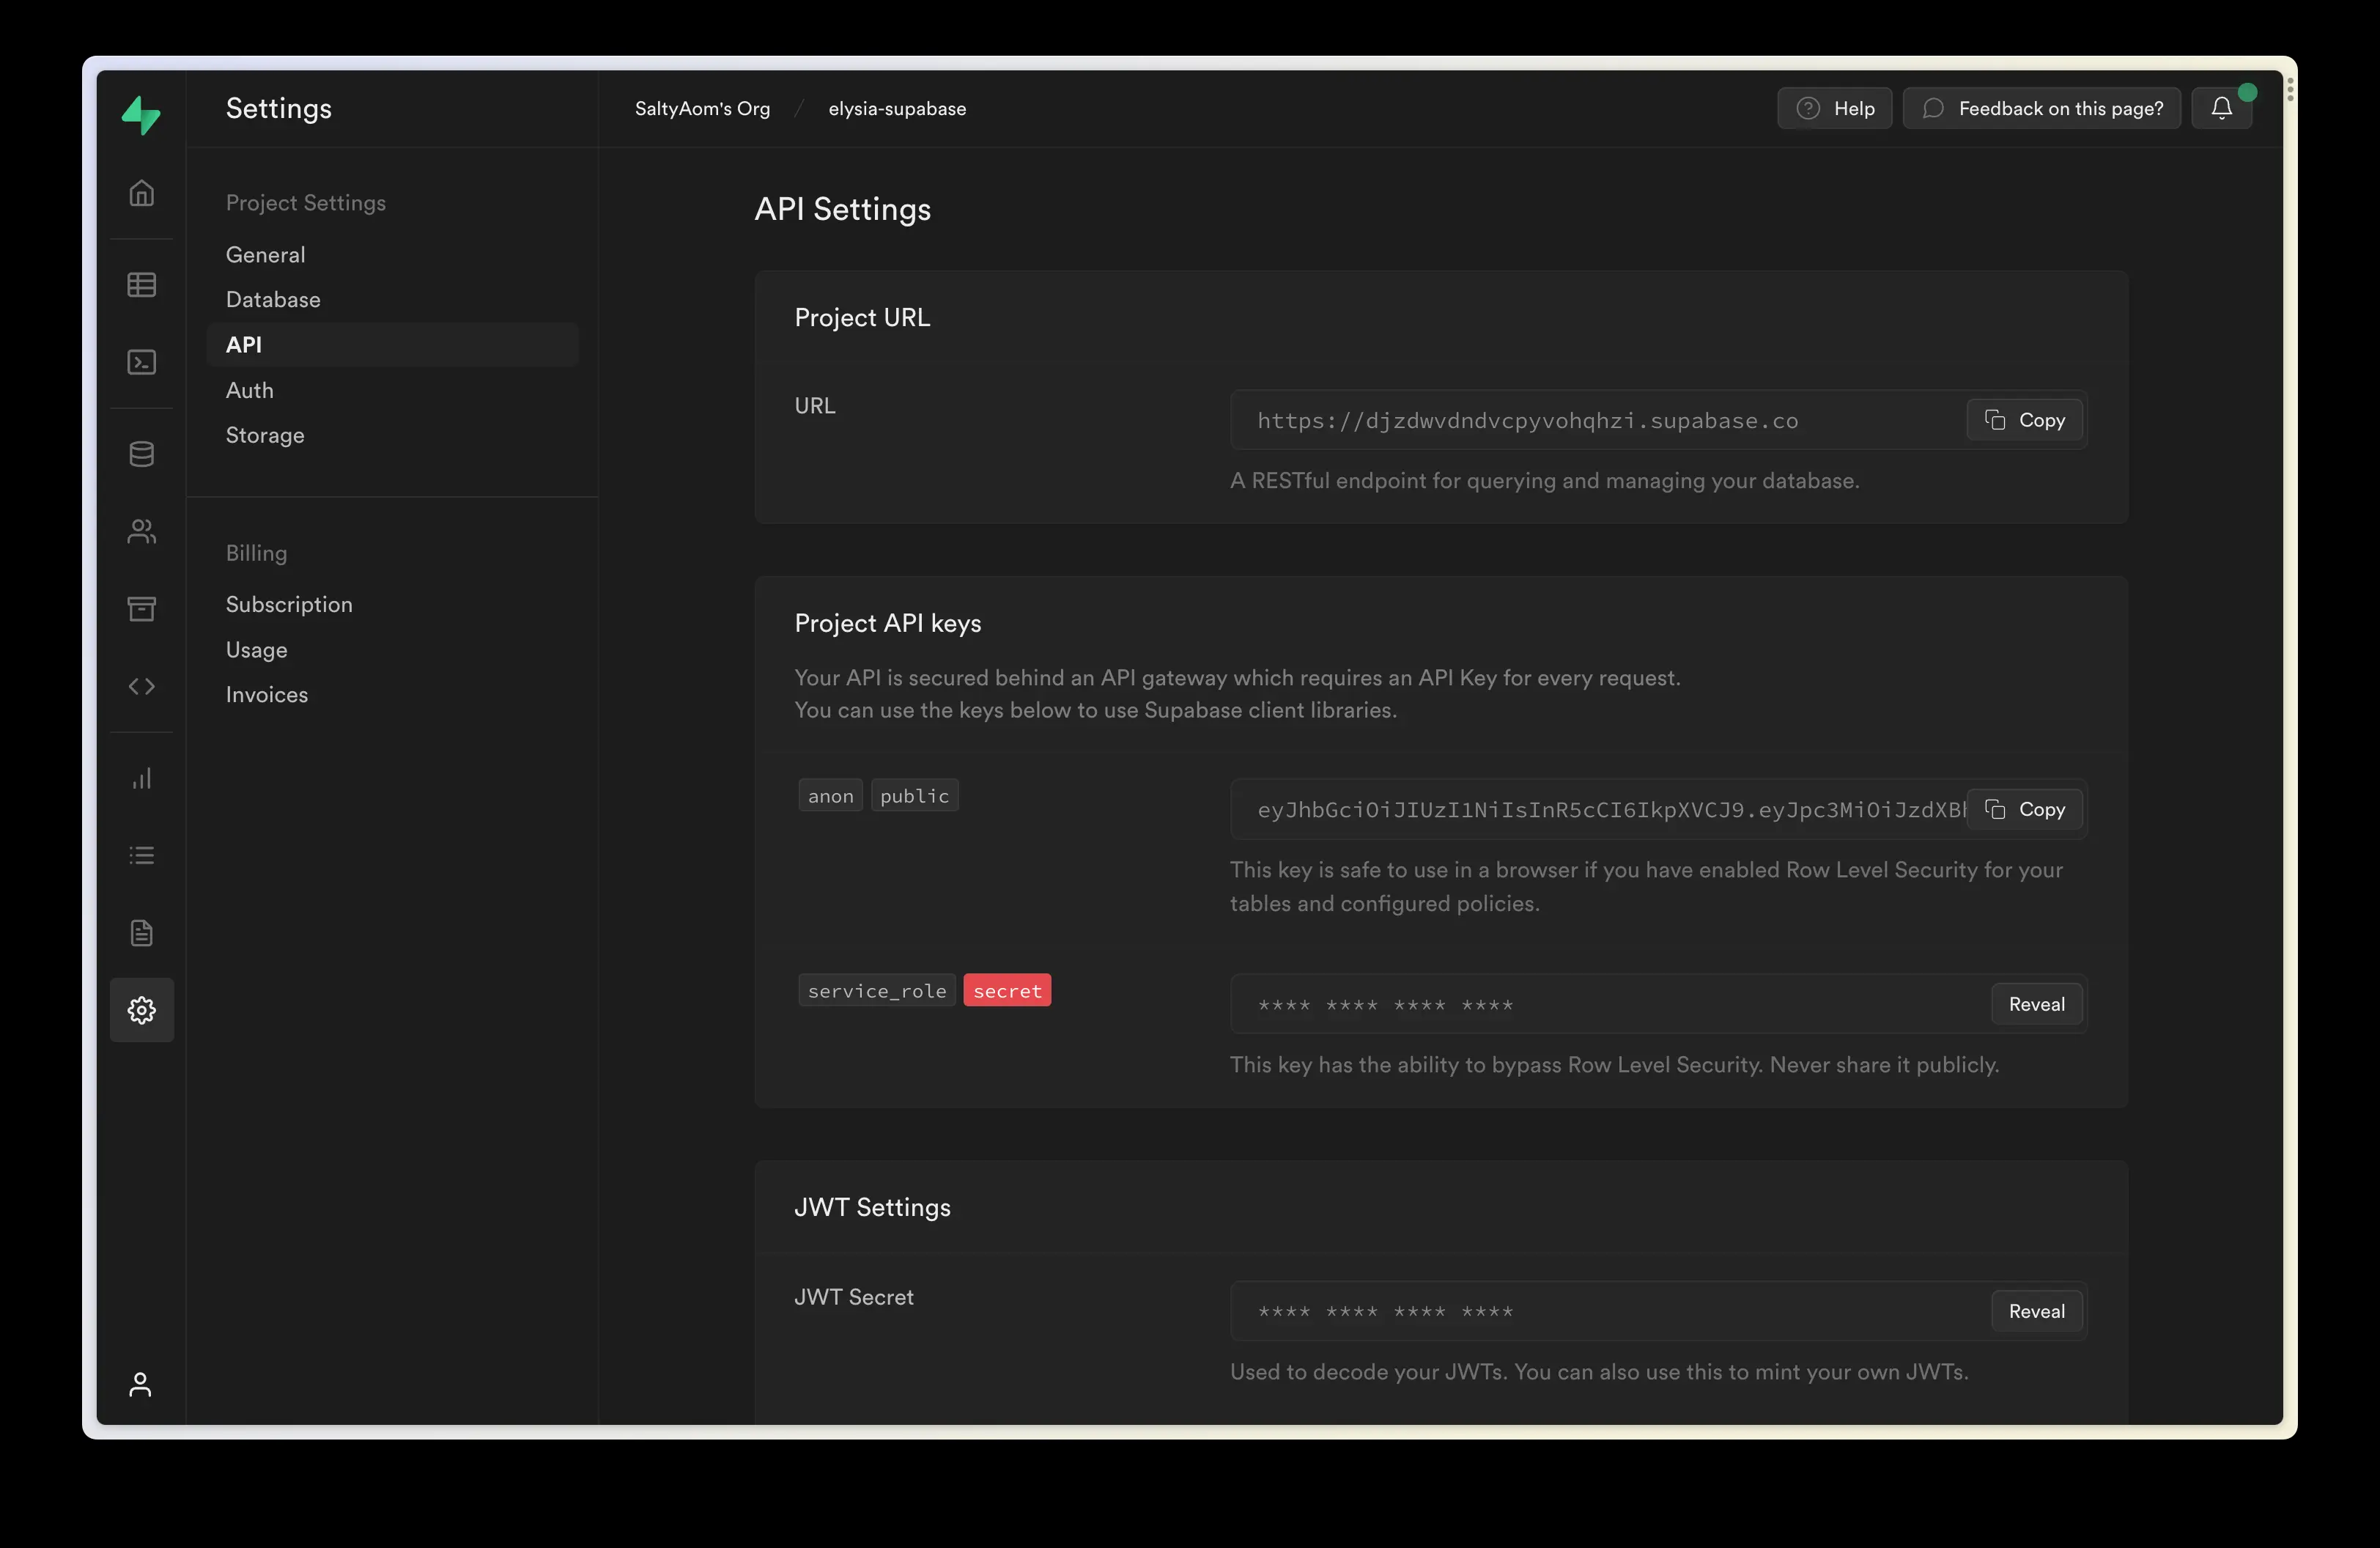 Settings
SaltyAom's Org / elysia-supabase
Help
Feedback on this page?
Project Settings
General
Database
API
Auth
Storage
Billing
Subscription
Usage
Invoices
API Settings
Project URL
URL
https://djzdwvdndvcpyvohqhzi.supabase.co
Copy
A RESTful endpoint for querying and managing your database.
Project API keys
Your API is secured behind an API gateway which requires an API Key for every request.
You can use the keys below to use Supabase client libraries.
anon public
eyJhbGciOiJIUzI1NiIsInR5cCI6IkpXVCJ9.eyJpc3MiOiJzdXB
Copy
This key is safe to use in a browser if you have enabled Row Level Security for your
tables and configured policies.
service_role secret
**** **** **** ****
Reveal
This key has the ability to bypass Row Level Security. Never share it publicly.
JWT Settings
JWT Secret
**** **** **** ****
Reveal
Used to decode your JWTs. You can also use this to mint your own JWTs.